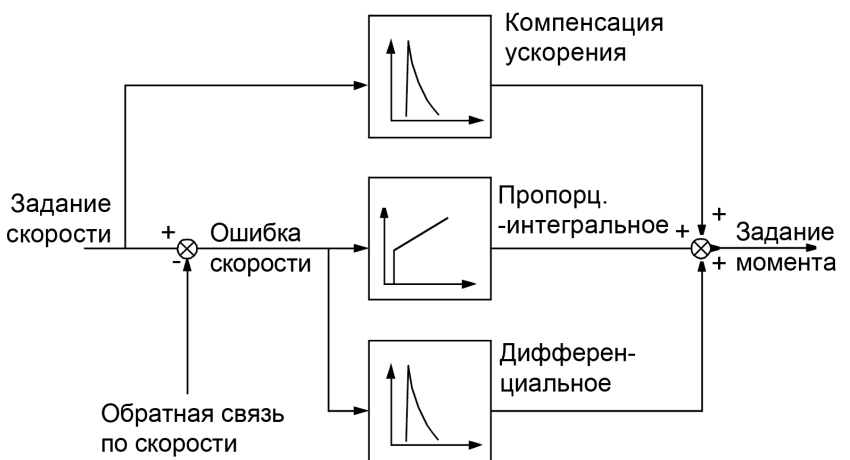 Компенсация
ускорения
Задание
скорости
+
-
Ошибка
скорости
Пропорц.
-интегральное
+
+
+
Задание
момента
Дифферен-
циальное
Обратная связь
по скорости